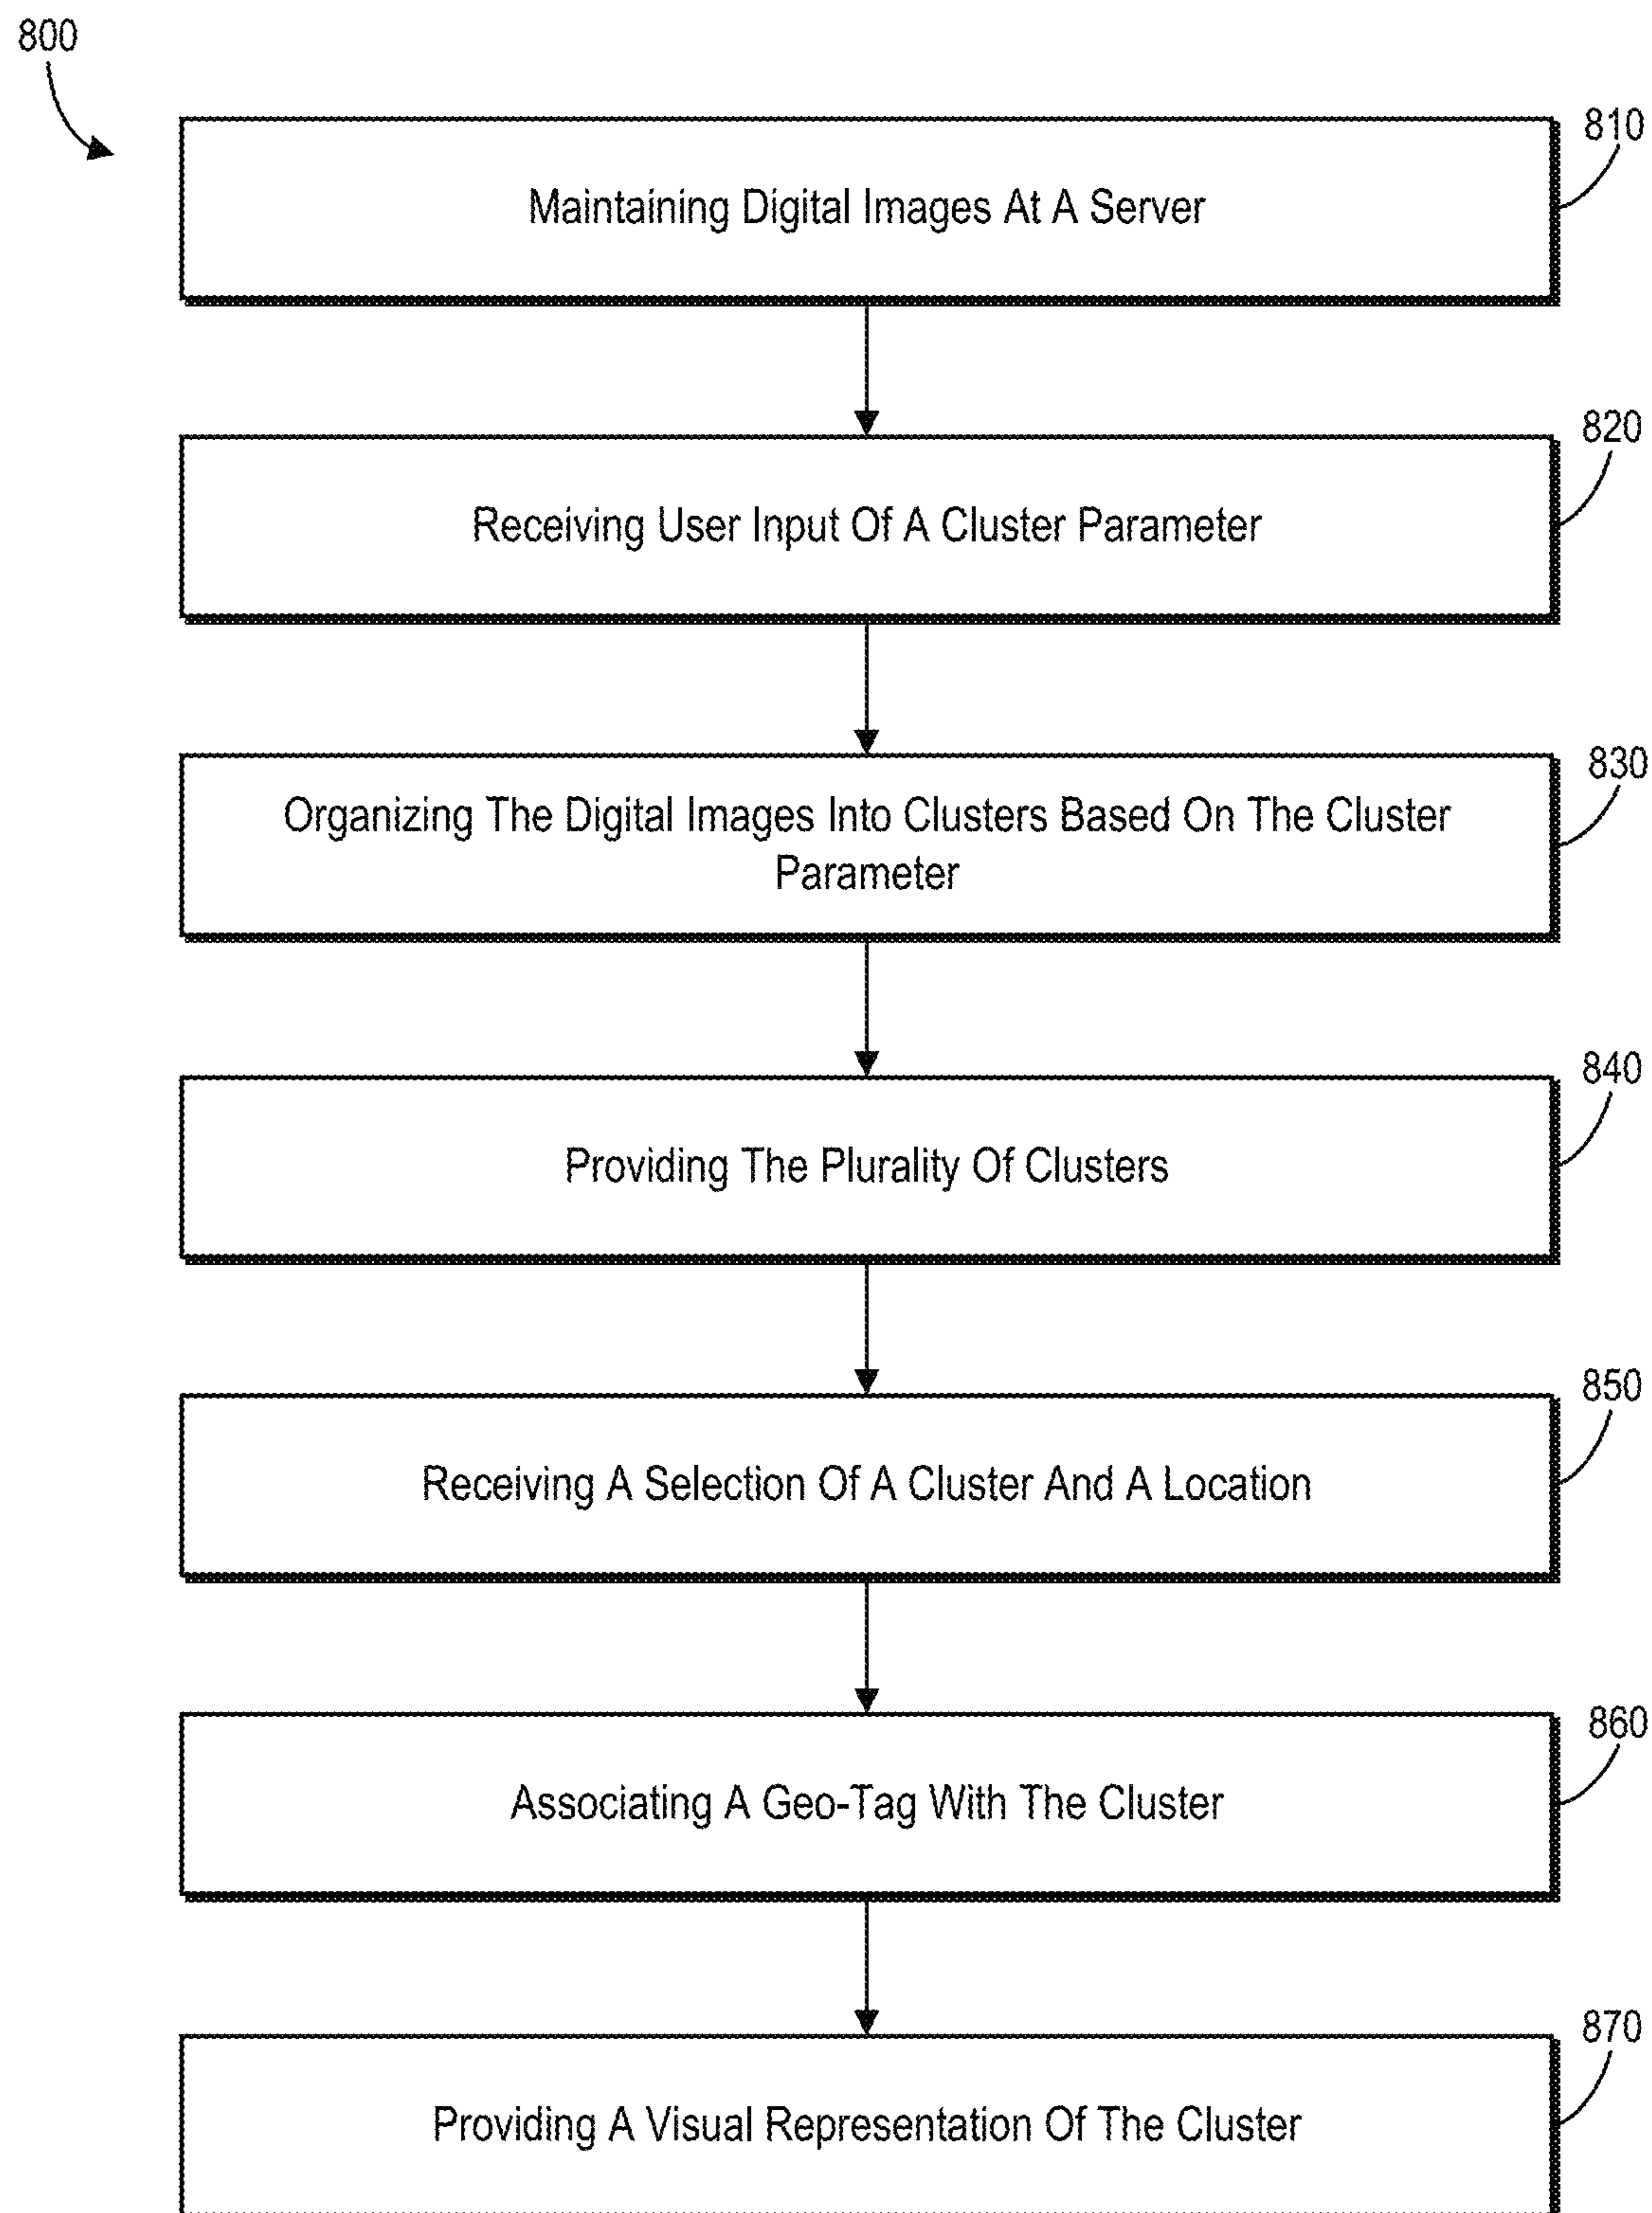 800
810
Maintaining Digital Images At A Server
820
Receiving User Input Of A Cluster Parameter
830
Organizing The Digital Images Into Clusters Based On The Cluster
Parameter
840
Providing The Plurality Of Clusters
850
Receiving A Selection Of A Cluster And A Location
860
Associating A Geo-Tag With The Cluster
870
Providing A Visual Representation Of The Cluster